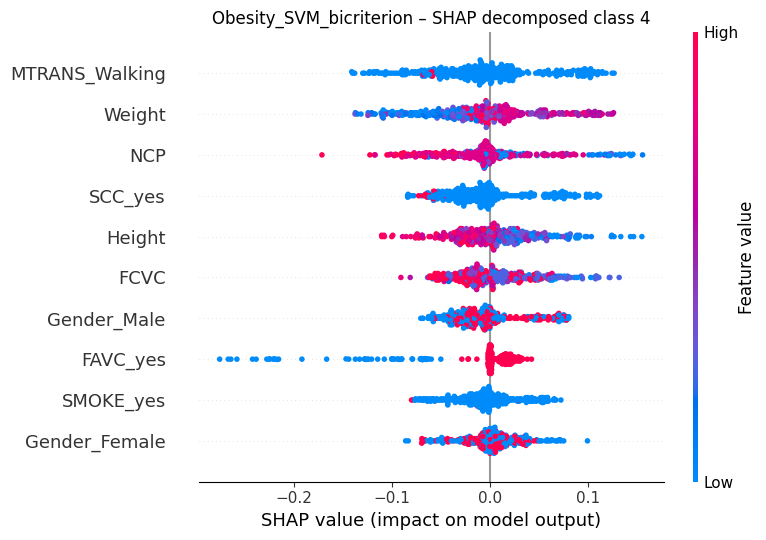 Obesity_SVM_bicriterion – SHAP decomposed class 4
High
MTRANS_Walking
Weight
NCP
SCC_yes
Height
FCVC
Gender_Male
FAVC_yes
SMOKE_yes
Gender_Female
Feature value
Low
−0.2 −0.1 0.0 0.1
SHAP value (impact on model output)